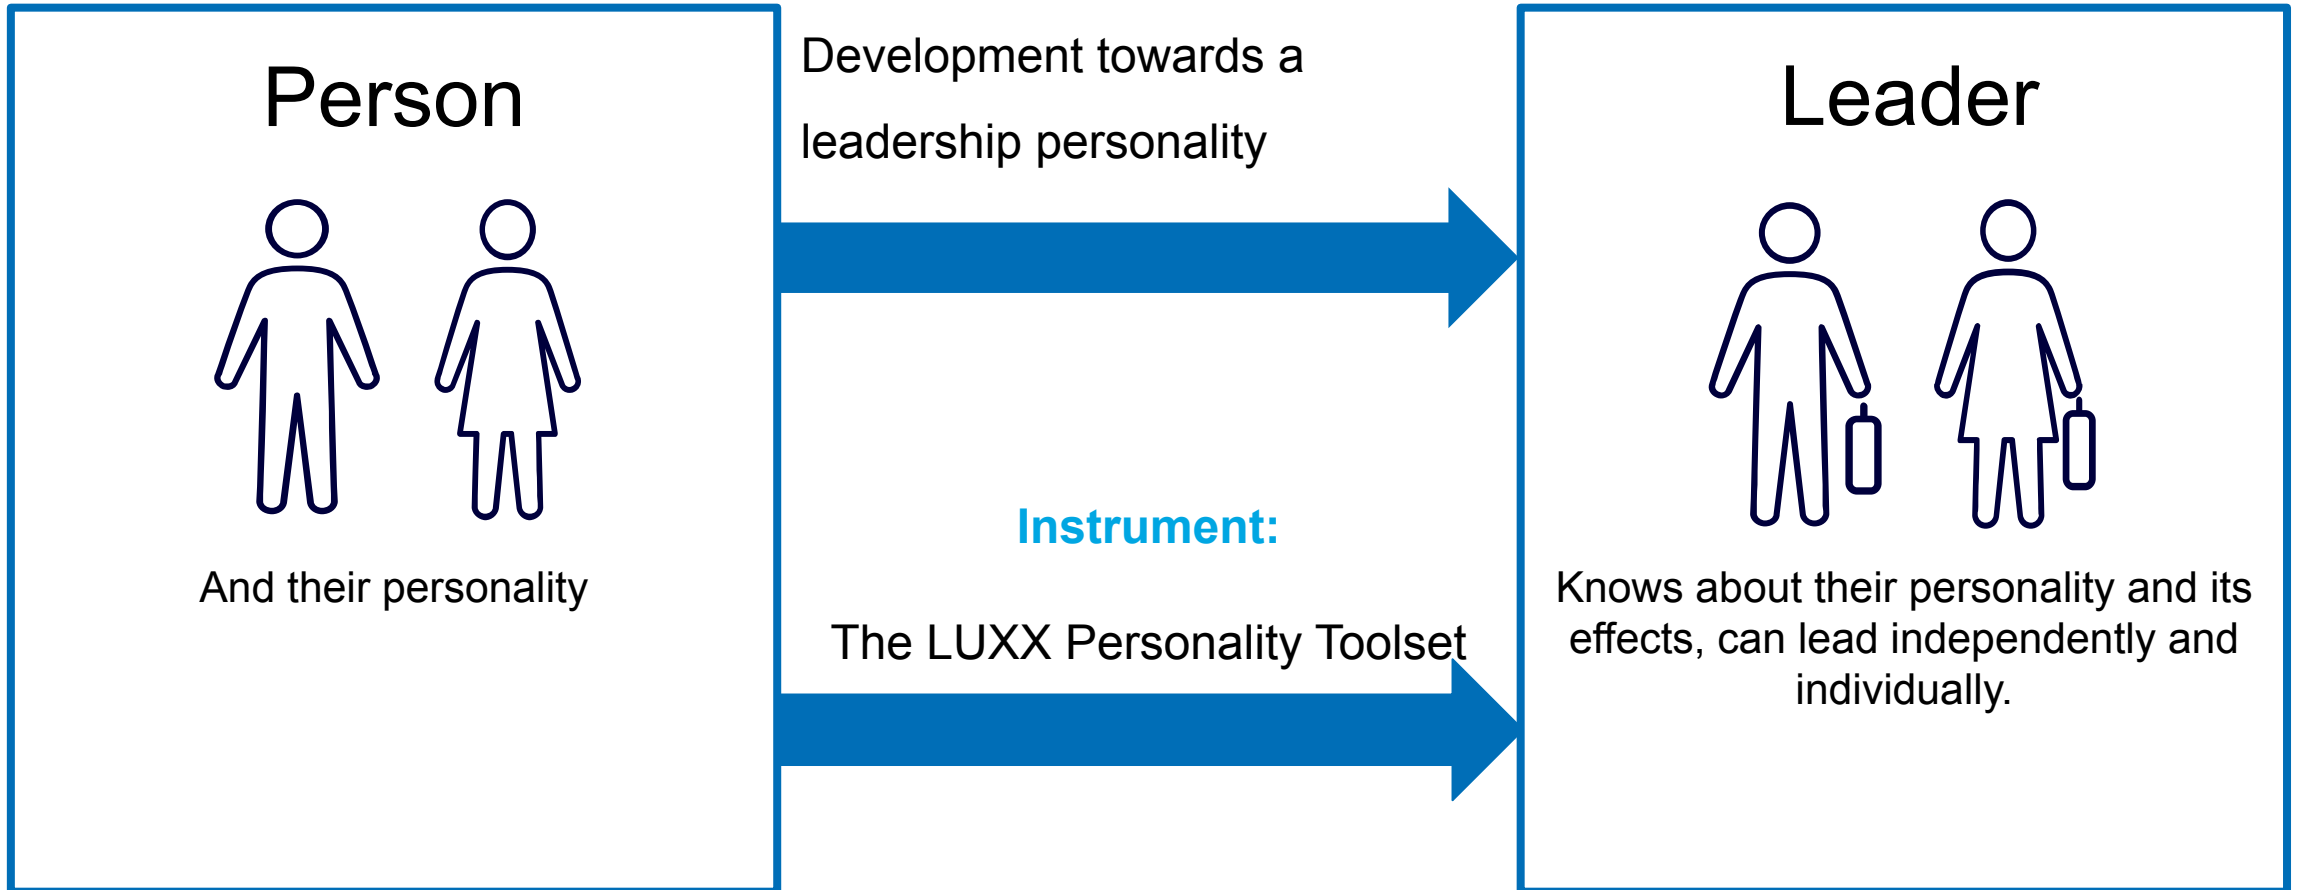 Person
And their personality
Development towards a
leadership personality
Instrument:
The LUXX Personality Toolset
Leader
Knows about their personality and its
effects, can lead independently and
individually.